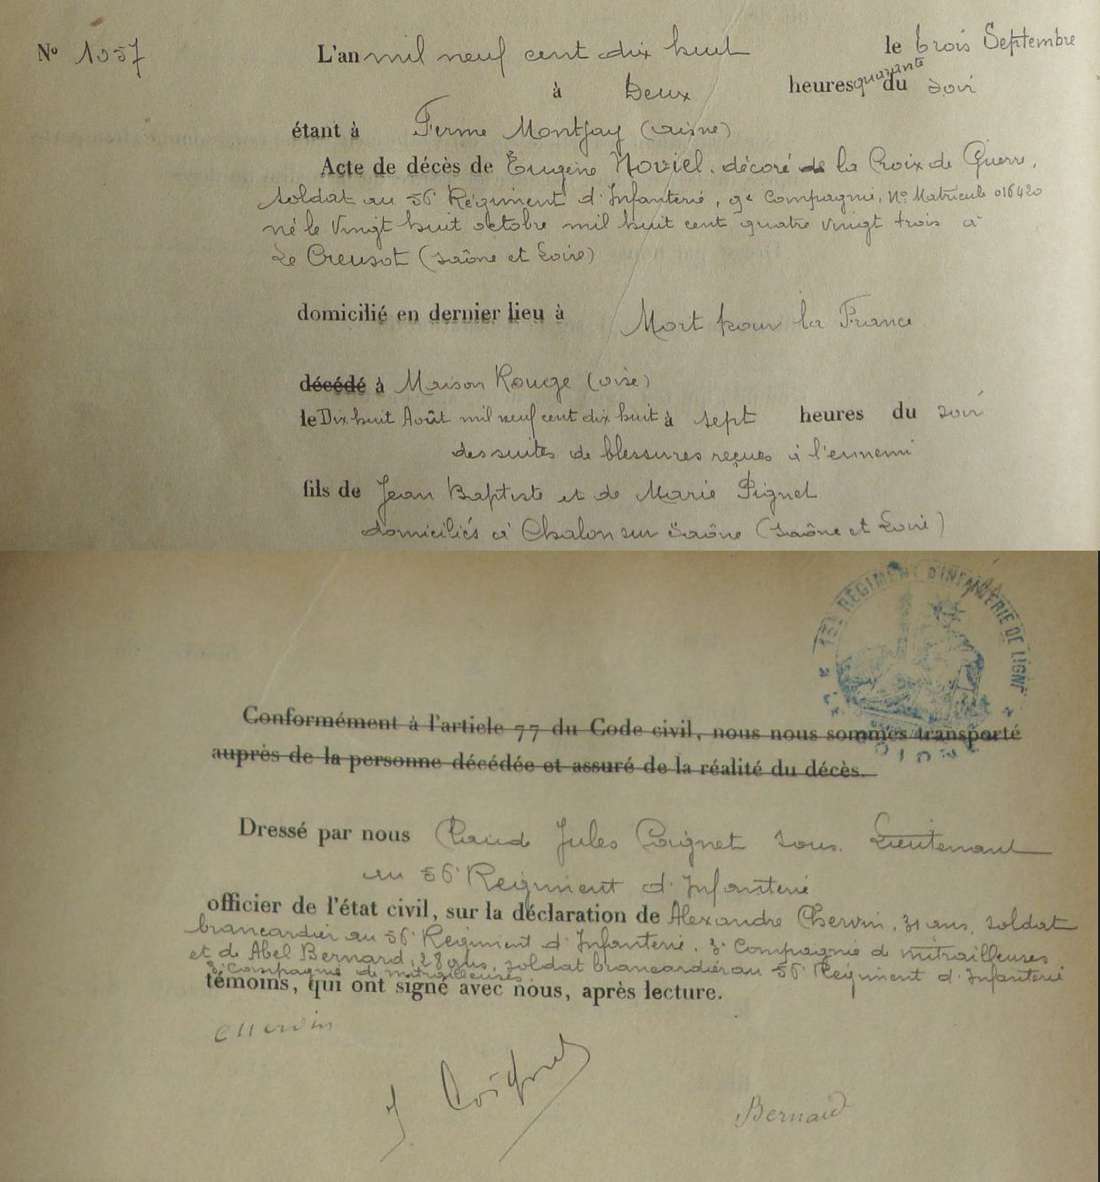 N° 1057 L'an mil neuf cent dix huit le trois Septembre
à Deux heures quarante du soir
étant à Ferme Montjay (aisne)
Acte de décès de Eugène Noviel, décoré de la Croix de Guerre,
soldat au 56e Régiment d'Infanterie, 9e Compagnie, No Matricule 016420
né le Vingt huit octobre mil huit cent quatre vingt trois à
Le Creusot (saône et Loire)
domicilié en dernier lieu à Mort pour la France
décédé à Maison Rouge (oise)
le Dix huit Août mil neuf cent dix huit à sept heures du soir
des suites de blessures reçues à l'ennemi
fils de Jean Baptiste et de Marie Pignet
domiciliés à Chalon sur Saône (saône et Loire)
RÉGIMENT D'INFANTERIE DE LIGNE
Conformément à l'article 77 du Code civil, nous nous sommes transporté
auprès de la personne décédée et assuré de la réalité du décès.
Dressé par nous Claud Jules Coignet sous. Lieutenant
au 56e Régiment d'Infanterie
officier de l'état civil, sur la déclaration de Alexandre Chervin, 31 ans, soldat
brancardier au 56e Régiment d'Infanterie, 3e Compagnie de mitrailleuses
et de Abel Bernard, 28 ans, soldat brancardier au 56e Régiment d'Infanterie
3e Compagnie de mitrailleuses
témoins, qui ont signé avec nous, après lecture.
Chervin
J. Coignet
Bernard